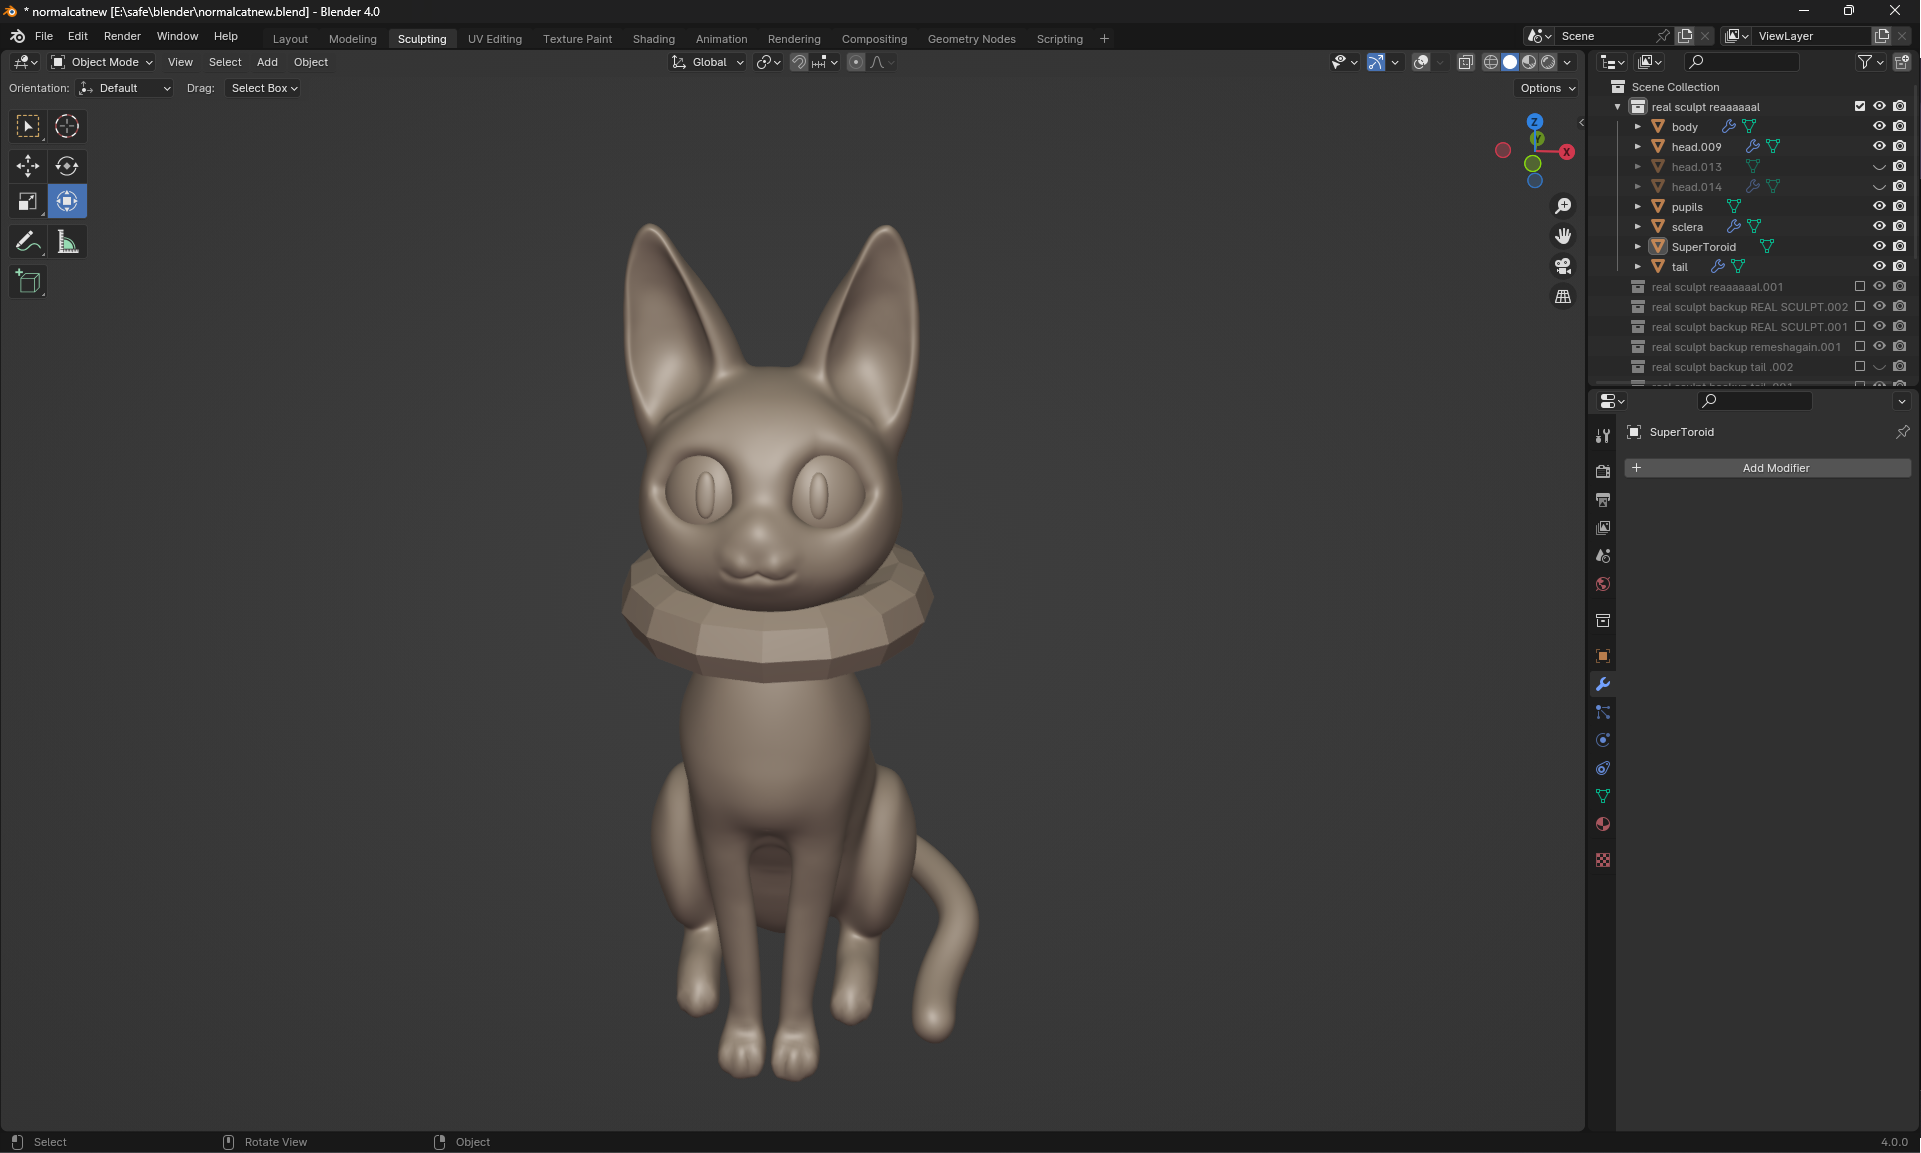 * normalcatnew [E:\safe\blender\normalcatnew.blend] - Blender 4.0
File Edit Render Window Help Layout Modeling Sculpting UV Editing Texture Paint Shading Animation Rendering Compositing Geometry Nodes Scripting + Scene ViewLayer
Object Mode View Select Add Object Global
Orientation: Default Drag: Select Box Options
Scene Collection
real sculpt reaaaaaal
body
head.009
head.013
head.014
pupils
sclera
SuperToroid
tail
real sculpt reaaaaaal.001
real sculpt backup REAL SCULPT.002
real sculpt backup REAL SCULPT.001
real sculpt backup remeshagain.001
real sculpt backup tail .002
Z
Y
X
SuperToroid
+ Add Modifier
Select Rotate View Object 4.0.0